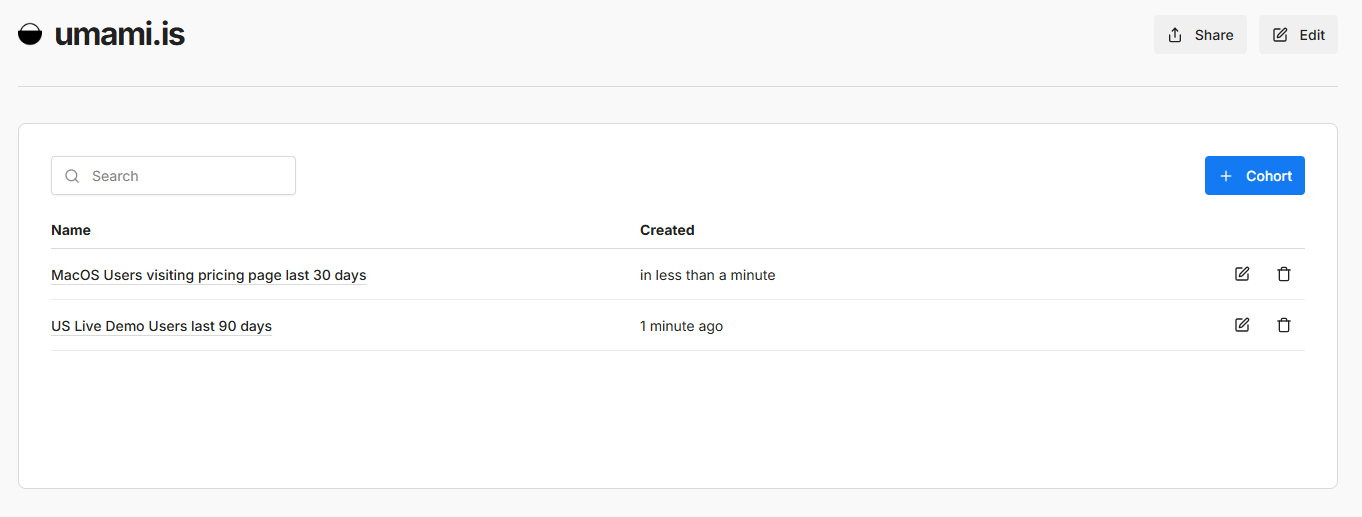 umami.is
Share
Edit
Search
Cohort
Name Created
MacOS Users visiting pricing page last 30 days in less than a minute
US Live Demo Users last 90 days 1 minute ago